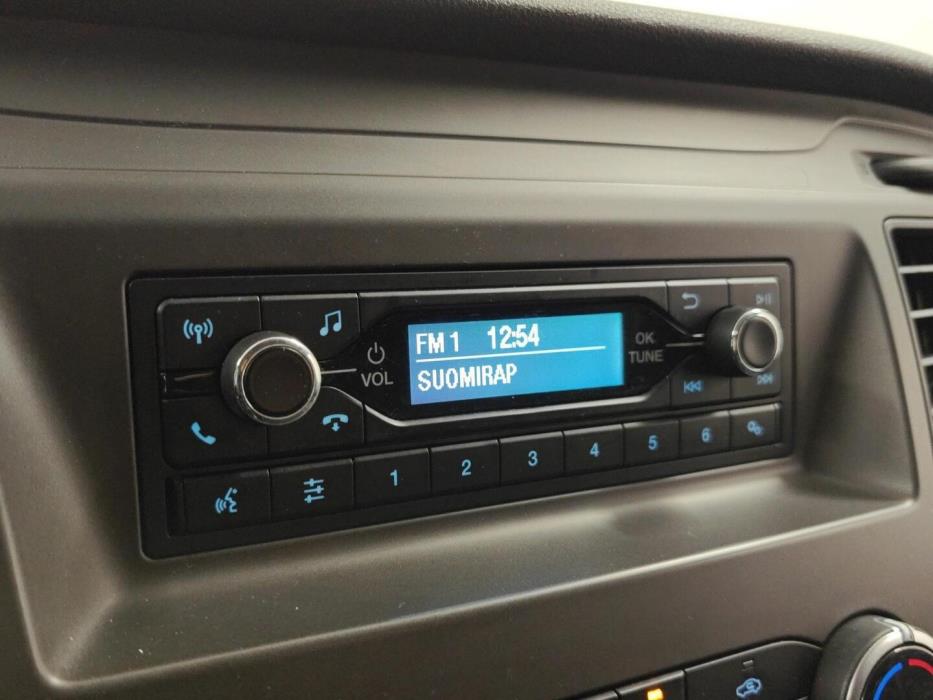 FM 1 12:54
SUOMIRAP
VOL
OK
TUNE
1 2 3 4 5 6